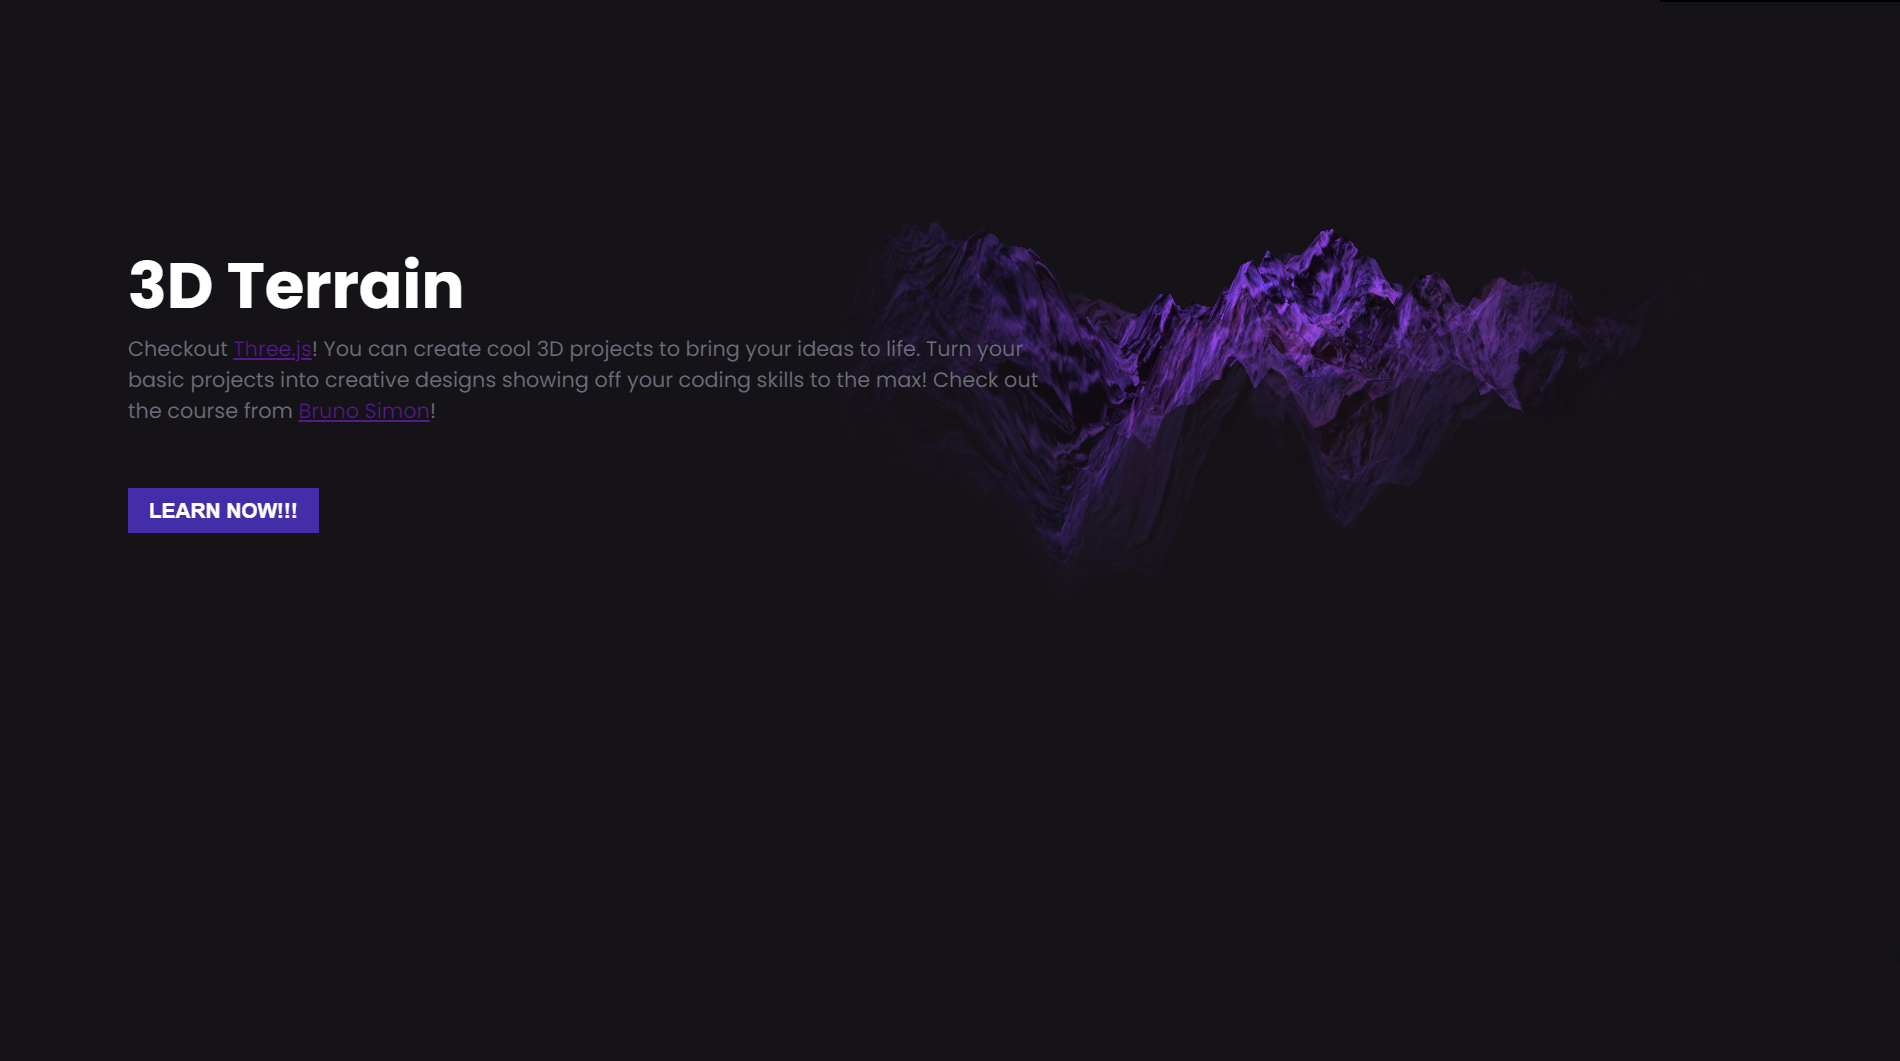 3D Terrain
Checkout Three.js! You can create cool 3D projects to bring your ideas to life. Turn your
basic projects into creative designs showing off your coding skills to the max! Check out
the course from Bruno Simon!
LEARN NOW!!!